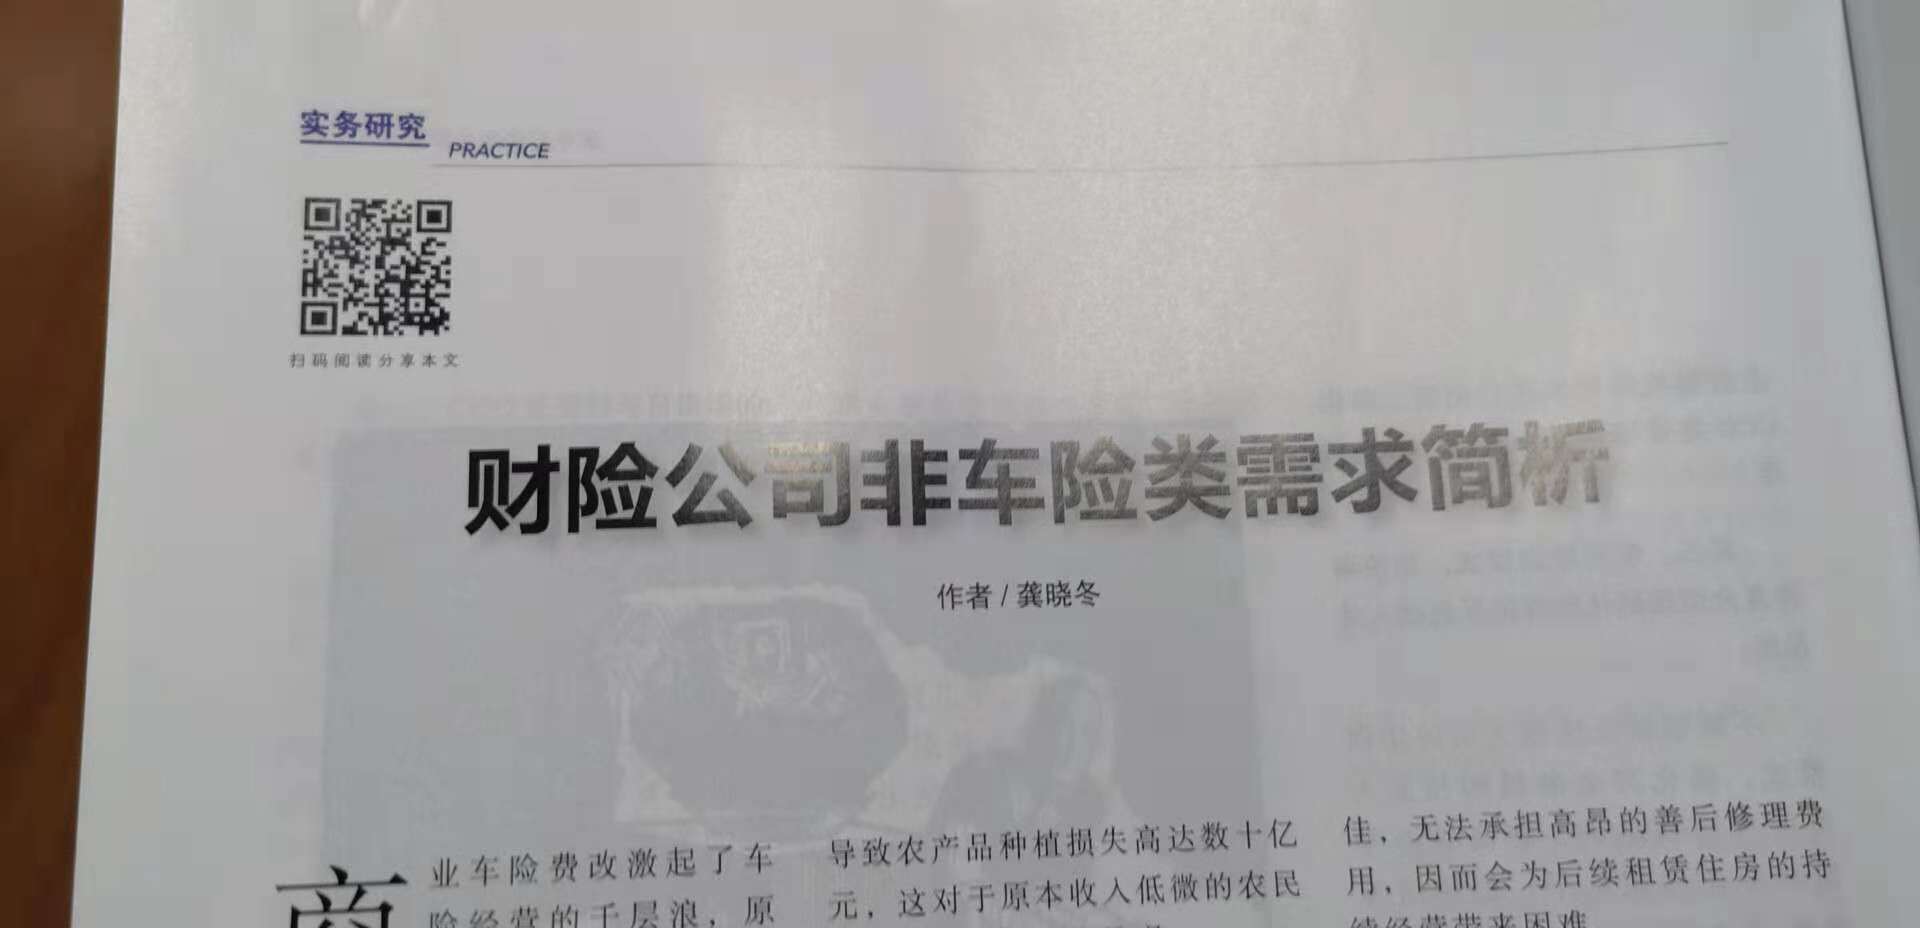 实务研究
PRACTICE
扫码阅读分享本文
财险公司非车险类需求简析
作者 / 龚晓冬
商
业车险费改激起了车
险经营的千层浪，原
导致农产品种植损失高达数十亿
元，这对于原本收入低微的农民
佳，无法承担高昂的善后修理费
用，因而会为后续租赁住房的持
续经营带来困难